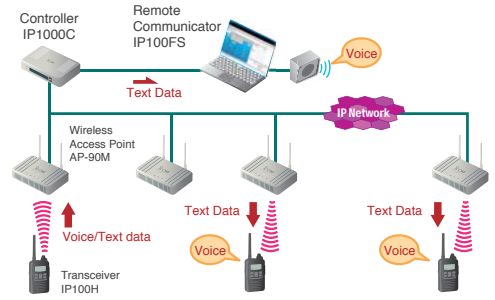 Controller
IP1000C
Remote
Communicator
IP100FS
Voice
Text Data
IP Network
Wireless
Access Point
AP-90M
Voice/Text data
Text Data
Voice
Text Data
Voice
Transceiver
IP100H